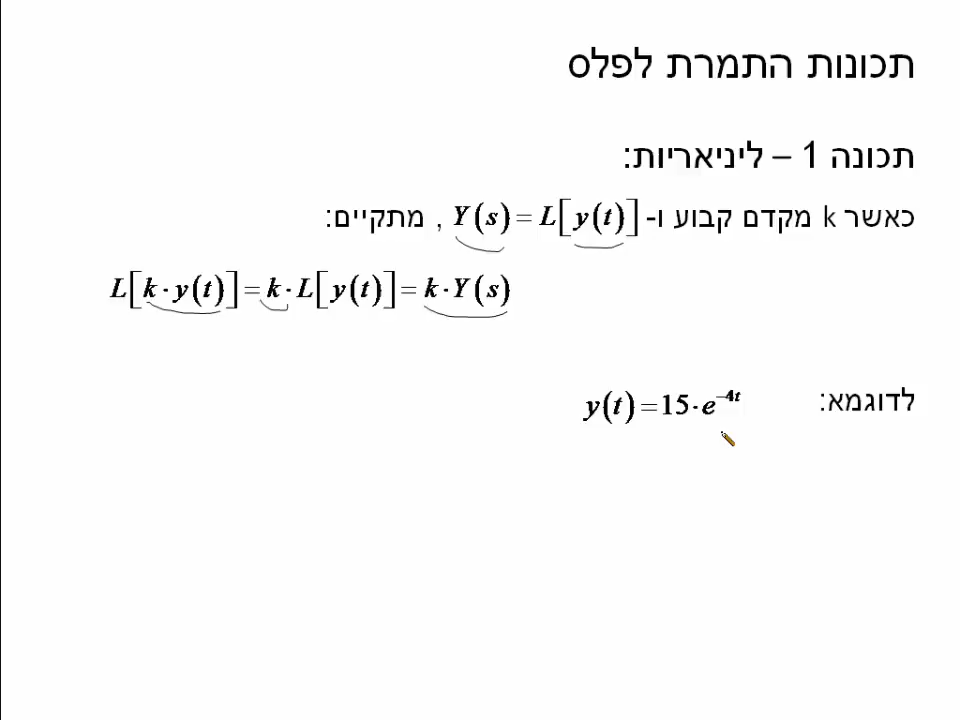 תכונות התמרת לפלס
תכונה 1 – ליניאריות:
כאשר k מקדם קבוע ו- Y(s) = L[y(t)] , מתקיים:
L[k · y(t)] = k · L[y(t)] = k · Y(s)
לדוגמא: y(t) = 15 · e^{-4t}